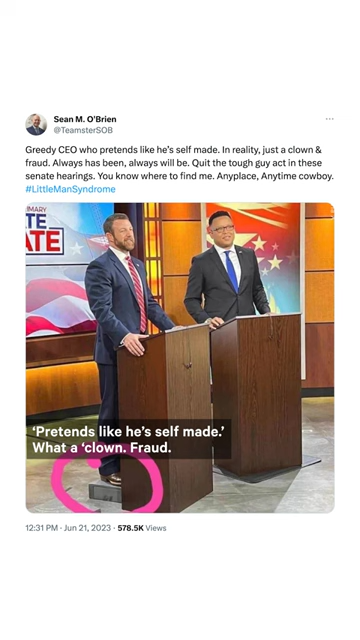 Sean M. O'Brien
@TeamsterSOB
Greedy CEO who pretends like he's self made. In reality, just a clown &
fraud. Always has been, always will be. Quit the tough guy act in these
senate hearings. You know where to find me. Anyplace, Anytime cowboy.
#LittleManSyndrome
IMARY
TE
ATE
'Pretends like he's self made.'
What a 'clown. Fraud.
12:31 PM · Jun 21, 2023 · 578.5K Views